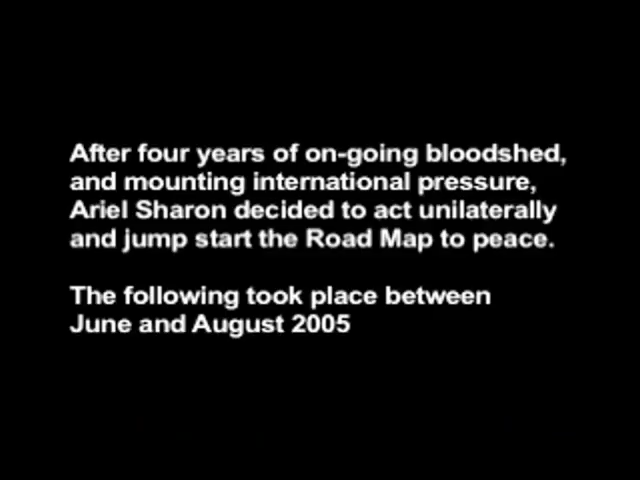 After four years of on-going bloodshed,
and mounting international pressure,
Ariel Sharon decided to act unilaterally
and jump start the Road Map to peace.
The following took place between
June and August 2005